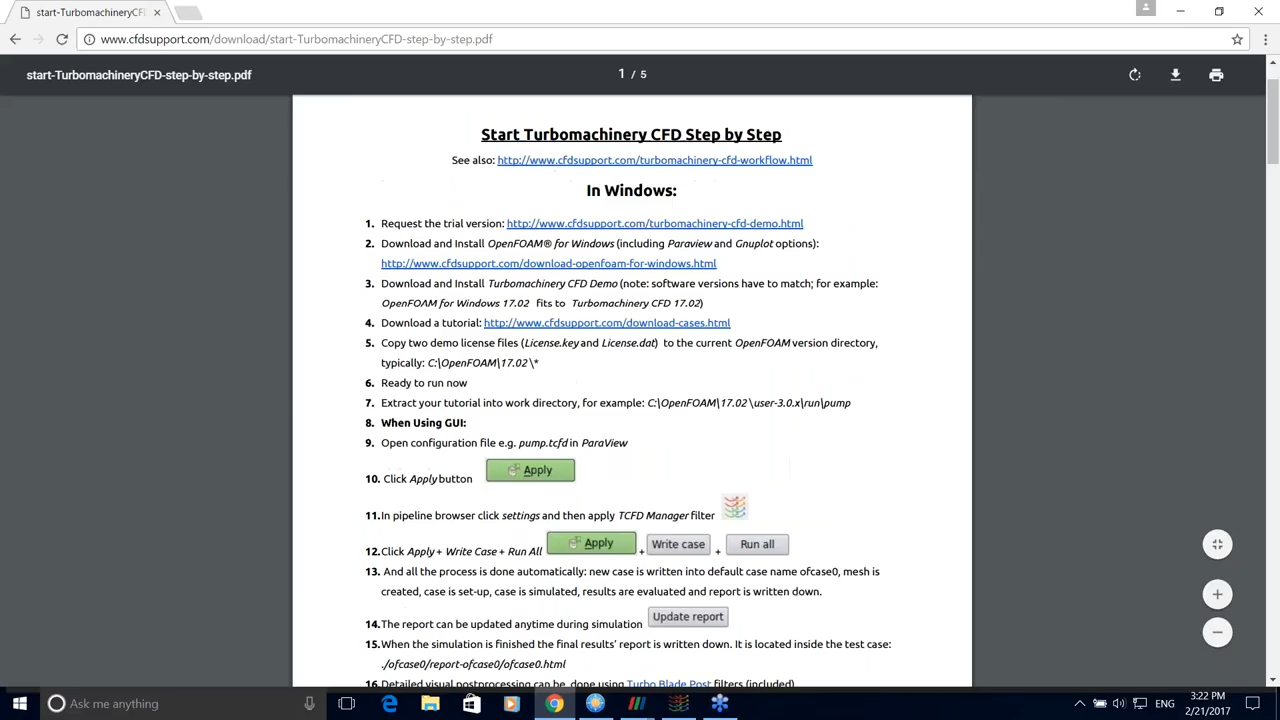 start-TurbomachineryCFD
www.cfdsupport.com/download/start-TurbomachineryCFD-step-by-step.pdf
start-TurbomachineryCFD-step-by-step.pdf
1 / 5
Start Turbomachinery CFD Step by Step
See also: http://www.cfdsupport.com/turbomachinery-cfd-workflow.html
In Windows:
1. Request the trial version: http://www.cfdsupport.com/turbomachinery-cfd-demo.html
2. Download and Install OpenFOAM® for Windows (including Paraview and Gnuplot options):
http://www.cfdsupport.com/download-openfoam-for-windows.html
3. Download and Install Turbomachinery CFD Demo (note: software versions have to match; for example:
OpenFOAM for Windows 17.02 fits to Turbomachinery CFD 17.02)
4. Download a tutorial: http://www.cfdsupport.com/download-cases.html
5. Copy two demo license files (License.key and License.dat) to the current OpenFOAM version directory,
typically: C:\OpenFOAM\17.02\*
6. Ready to run now
7. Extract your tutorial into work directory, for example: C:\OpenFOAM\17.02\user-3.0.x\run\pump
8. When Using GUI:
9. Open configuration file e.g. pump.tcfd in ParaView
10. Click Apply button Apply
11.In pipeline browser click settings and then apply TCFD Manager filter
12.Click Apply + Write Case + Run All Apply + Write case + Run all
13. And all the process is done automatically: new case is written into default case name ofcase0, mesh is
created, case is set-up, case is simulated, results are evaluated and report is written down.
14.The report can be updated anytime during simulation Update report
15.When the simulation is finished the final results' report is written down. It is located inside the test case:
./ofcase0/report-ofcase0/ofcase0.html
16.Detailed visual postprocessing can be done using Turbo Blade Post filters (included)
Ask me anything
ENG
3:22 PM
2/21/2017